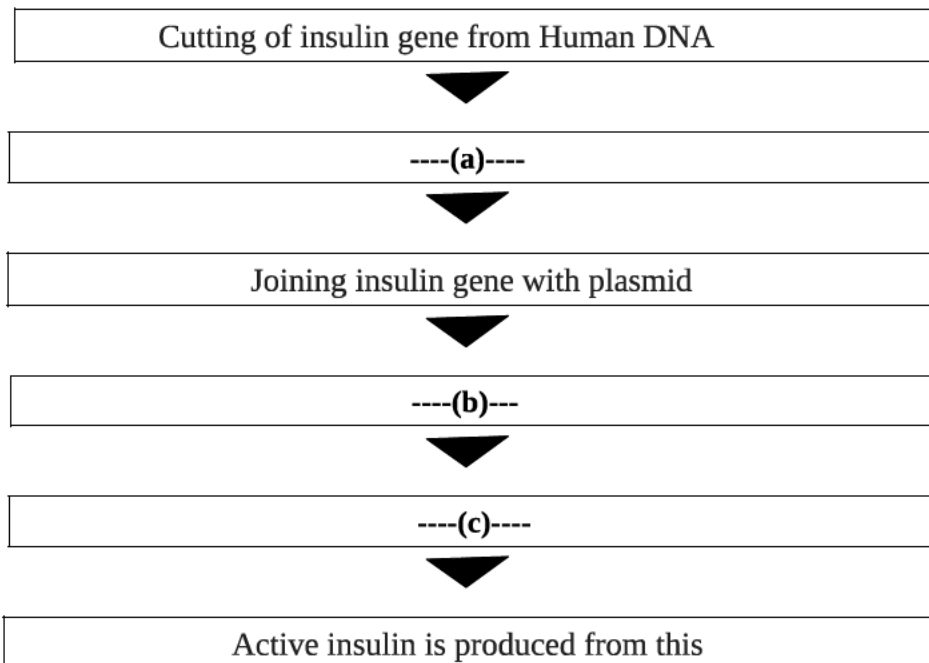 Cutting of insulin gene from Human DNA
----(a)----
Joining insulin gene with plasmid
----(b)---
----(c)----
Active insulin is produced from this